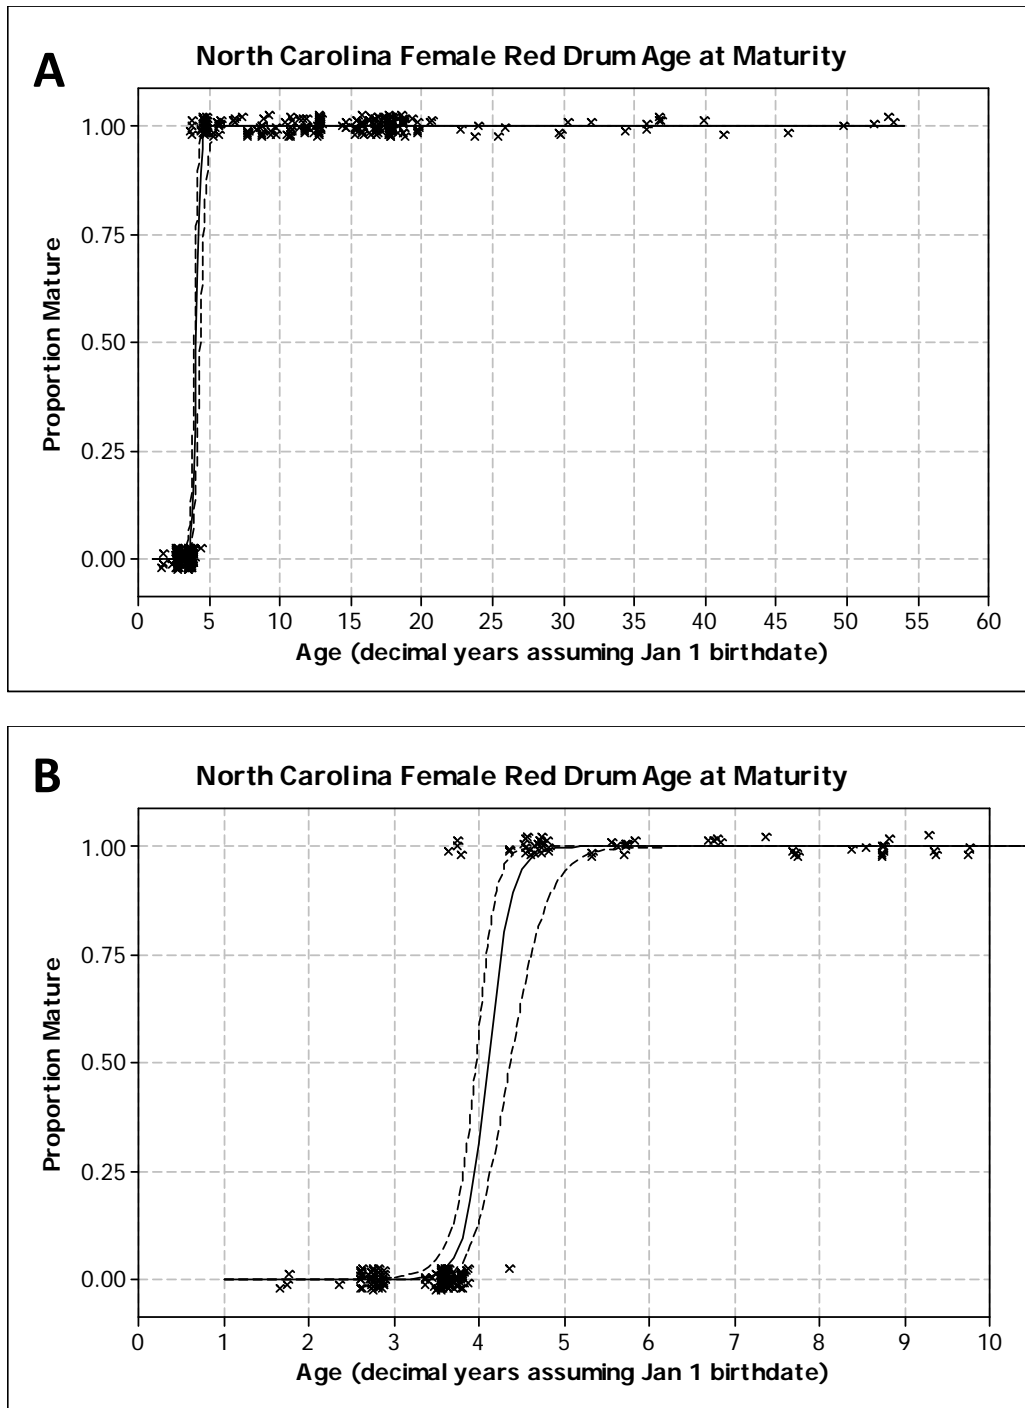 A
North Carolina Female Red Drum Age at Maturity
Proportion Mature
1.00
0.75
0.50
0.25
0.00
0 5 10 15 20 25 30 35 40 45 50 55 60
Age (decimal years assuming Jan 1 birthdate)
B
North Carolina Female Red Drum Age at Maturity
Proportion Mature
1.00
0.75
0.50
0.25
0.00
0 1 2 3 4 5 6 7 8 9 10
Age (decimal years assuming Jan 1 birthdate)